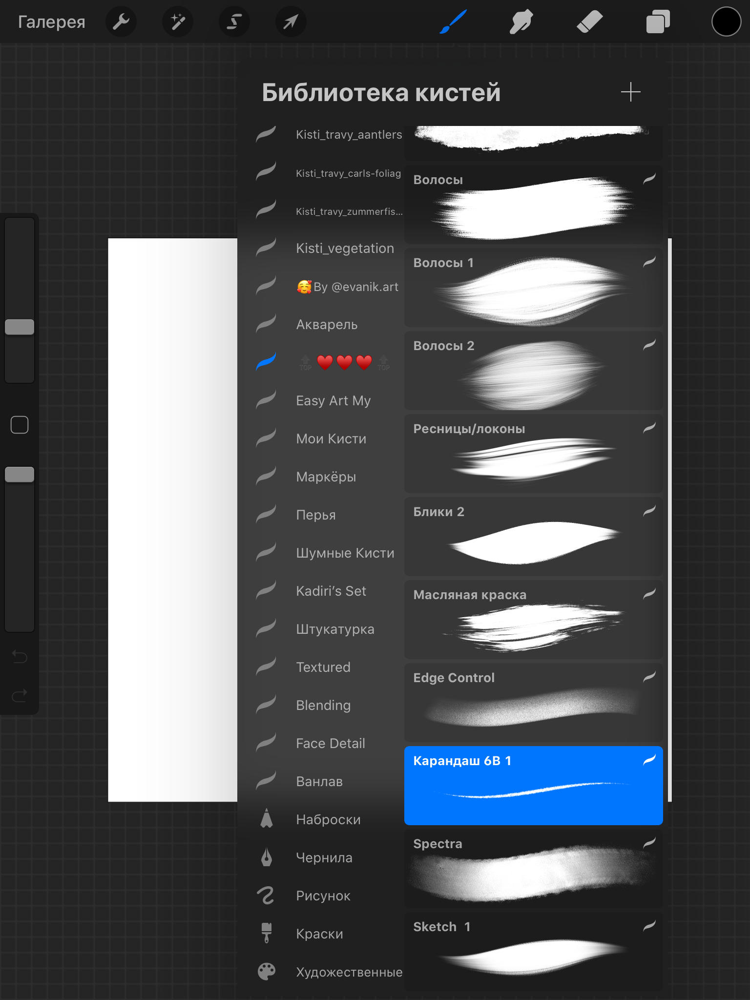 Галерея
Библиотека кистей
Kisti_travy_aantlers
Kisti_travy_carls-foliag
Kisti_travy_zummerfis...
Kisti_vegetation
🥰By @evanik.art
Акварель
🔝❤️❤️❤️🔝
Easy Art My
Мои Кисти
Маркёры
Перья
Шумные Кисти
Kadiri’s Set
Штукатурка
Textured
Blending
Face Detail
Ванлав
Наброски
Чернила
Рисунок
Краски
Художественные
Волосы
Волосы 1
Волосы 2
Ресницы/локоны
Блики 2
Масляная краска
Edge Control
Карандаш 6B 1
Spectra
Sketch  1